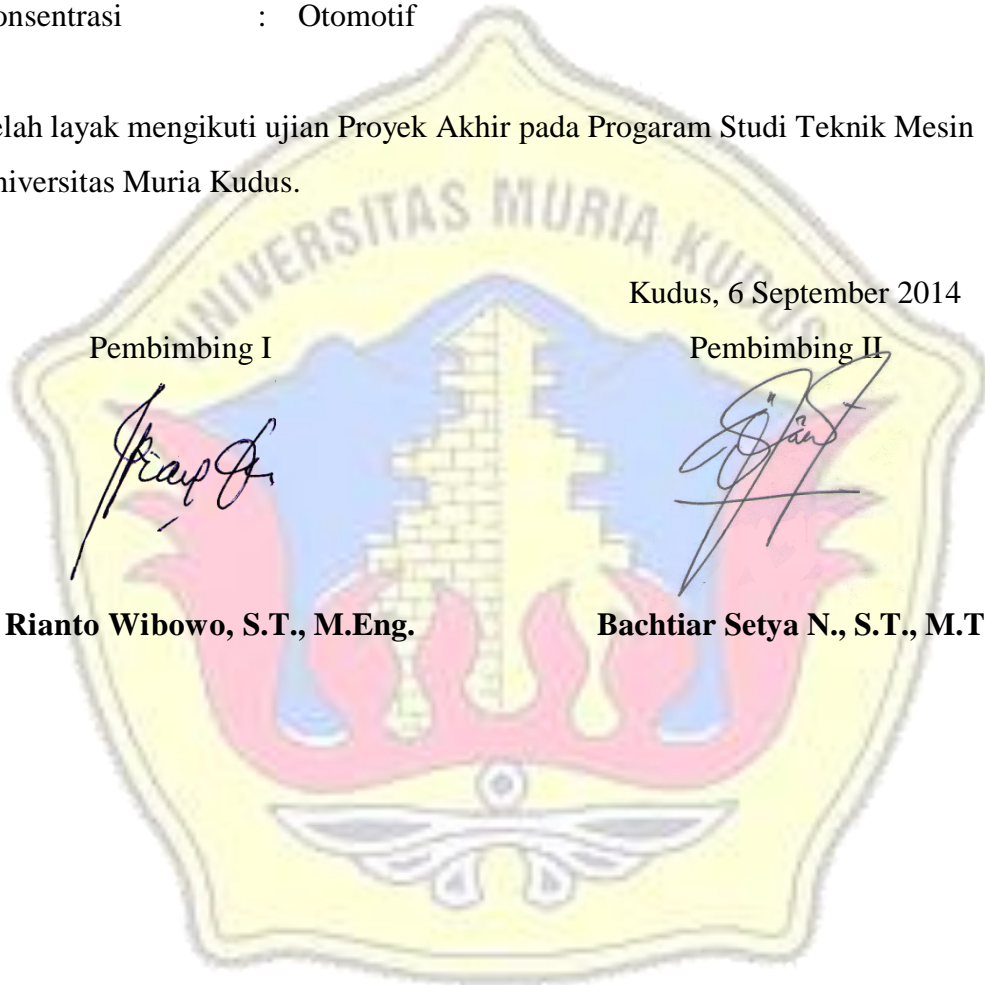 onsentrasi : Otomotif
elah layak mengikuti ujian Proyek Akhir pada Progaram Studi Teknik Mesin
niversitas Muria Kudus.
UNIVERSITAS MURIA KUDUS
Kudus, 6 September 2014
Pembimbing I Pembimbing II
Rianto Wibowo, S.T., M.Eng. Bachtiar Setya N., S.T., M.T